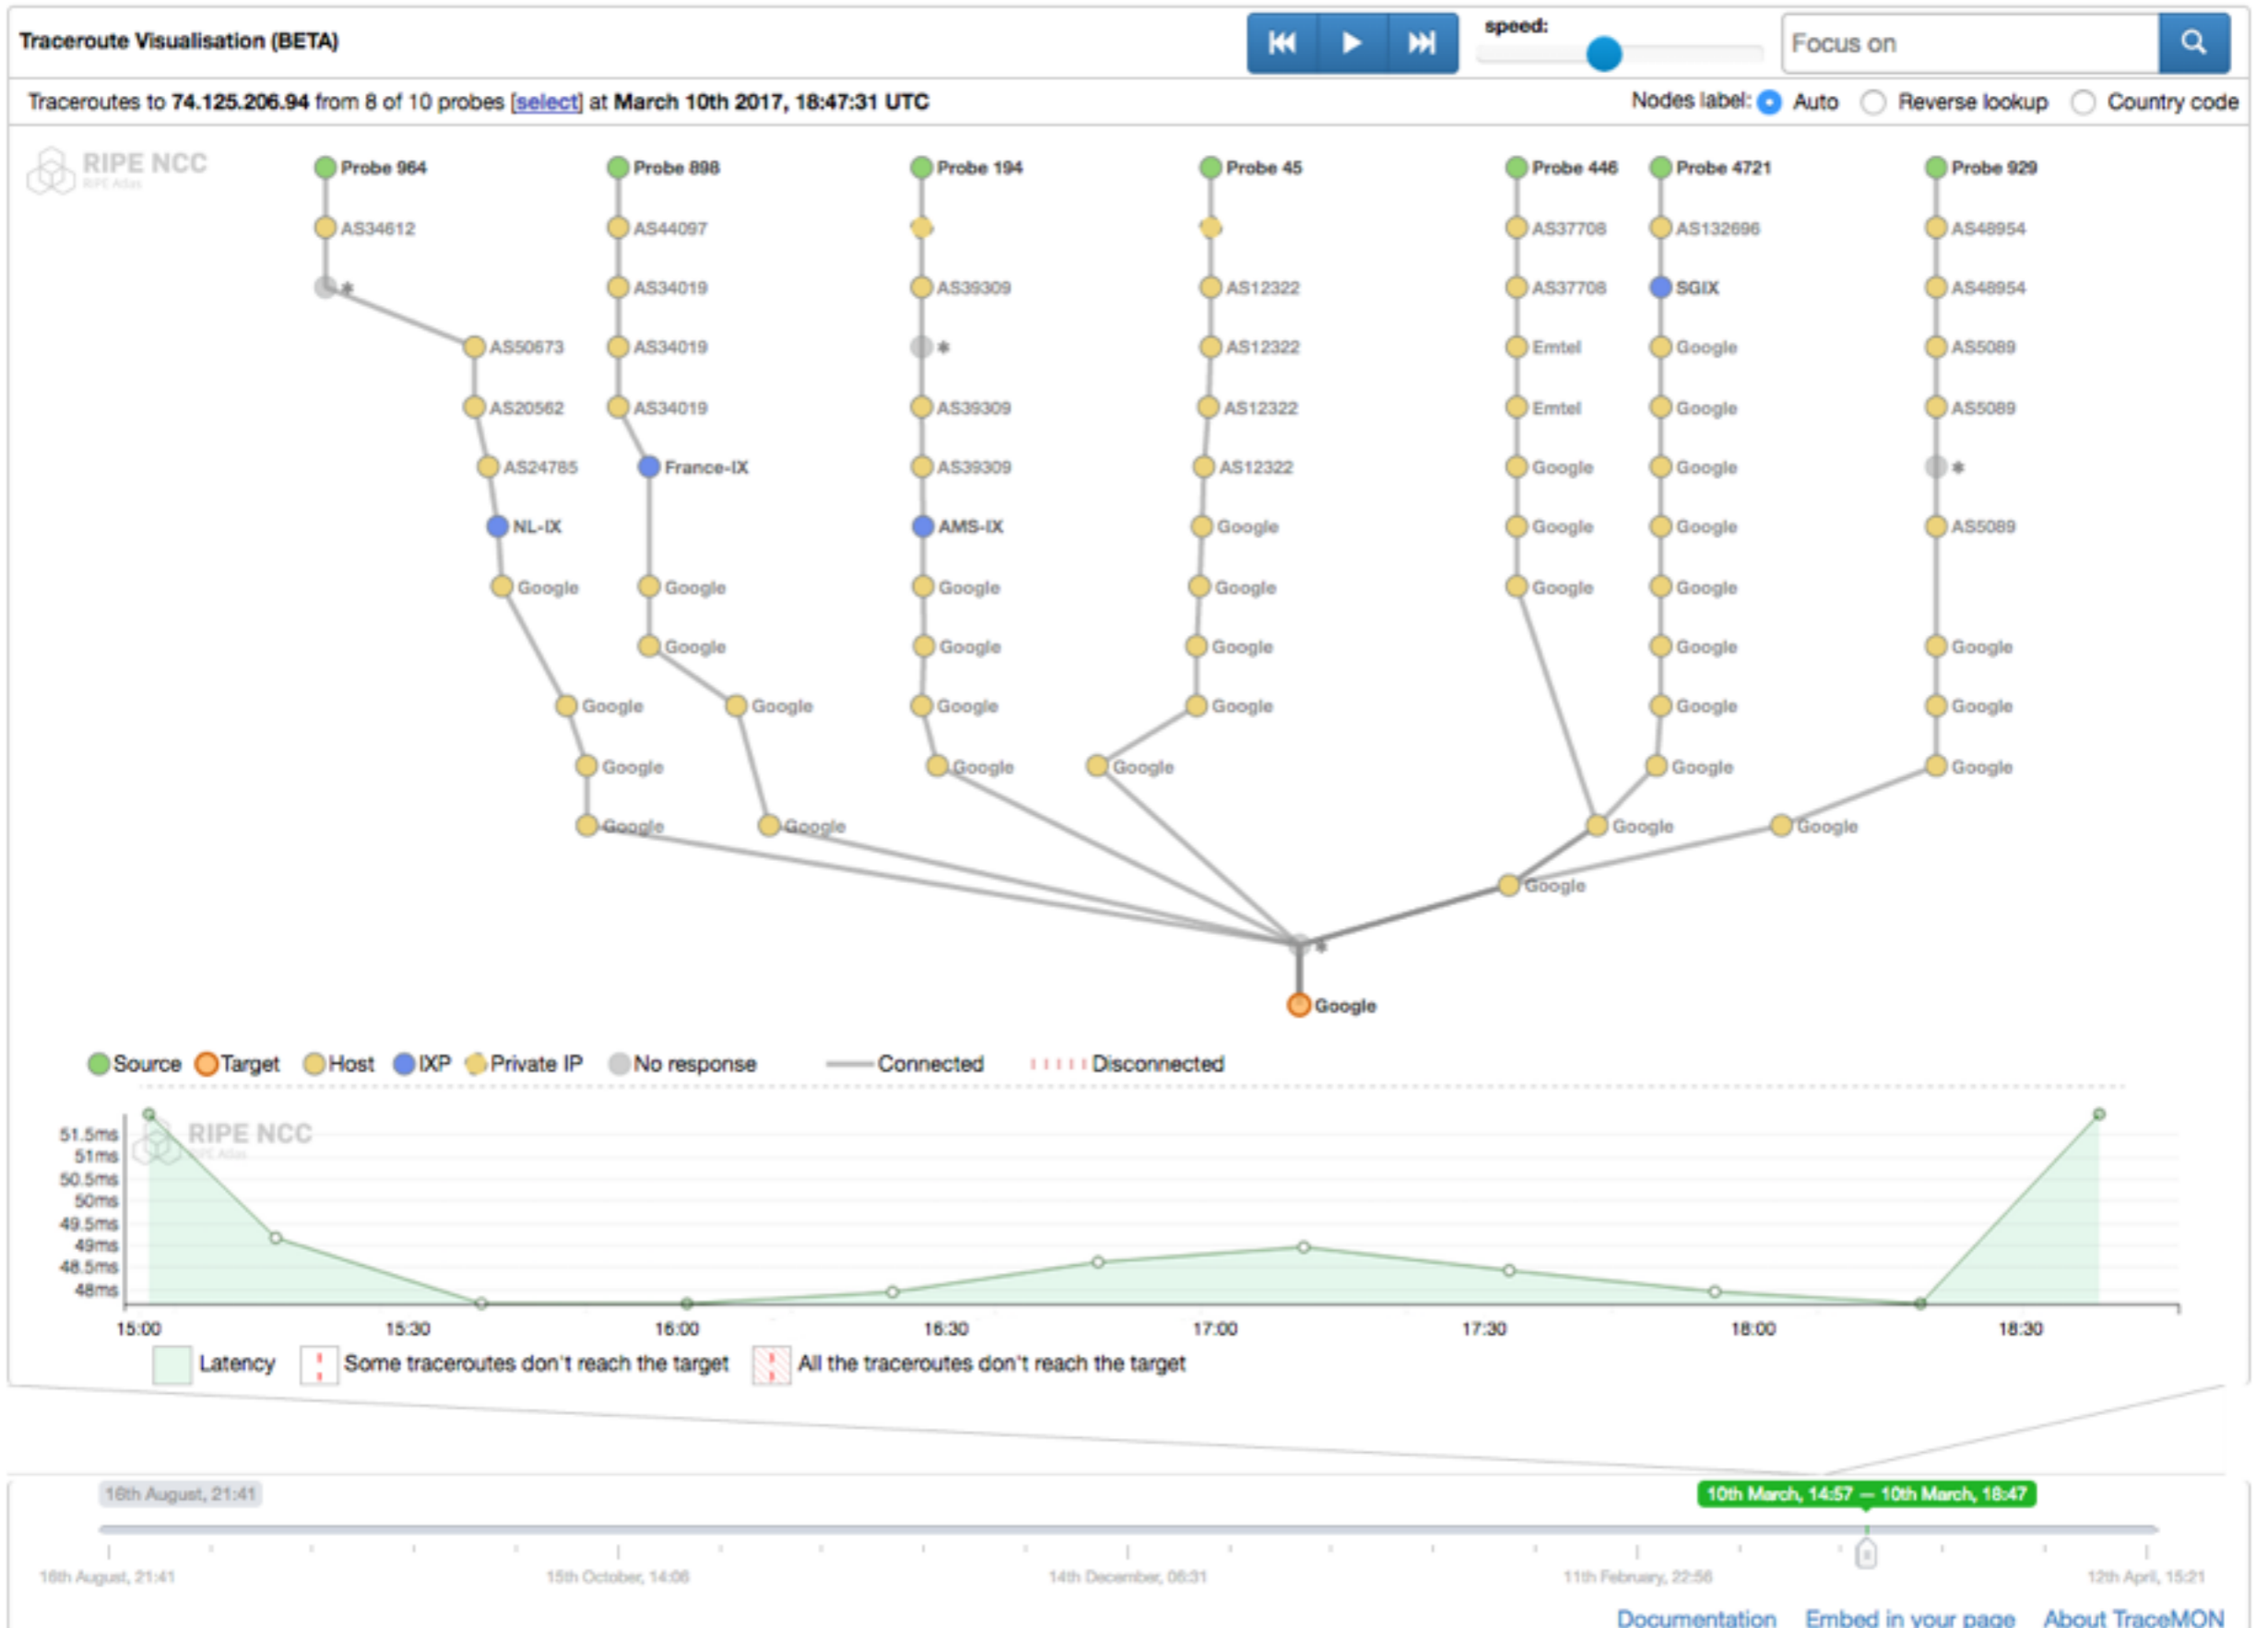 Traceroute Visualisation (BETA)
speed:
Focus on
Traceroutes to 74.125.206.94 from 8 of 10 probes [select] at March 10th 2017, 18:47:31 UTC
Nodes label: Auto Reverse lookup Country code
RIPE NCC
RIPE Atlas
Probe 964 Probe 898 Probe 194 Probe 45 Probe 446 Probe 4721 Probe 929
AS34612 AS44097 AS37708 AS132696 AS48954
* AS34019 AS39309 AS12322 AS37708 SGIX AS48954
AS50673 AS34019 * AS12322 Emtel Google AS5089
AS20562 AS34019 AS39309 AS12322 Emtel Google AS5089
AS24785 France-IX AS39309 AS12322 Google Google *
NL-IX AMS-IX Google Google Google AS5089
Google Google Google Google Google Google
Google Google Google Google Google
Google Google Google Google Google Google
Google Google Google Google Google
Google Google Google Google
Google
*
Google
Source Target Host IXP Private IP No response Connected Disconnected
RIPE NCC
RIPE Atlas
51.5ms
51ms
50.5ms
50ms
49.5ms
49ms
48.5ms
48ms
15:00 15:30 16:00 16:30 17:00 17:30 18:00 18:30
Latency Some traceroutes don't reach the target All the traceroutes don't reach the target
16th August, 21:41
10th March, 14:57 — 10th March, 18:47
16th August, 21:41 15th October, 14:06 14th December, 06:31 11th February, 22:56 12th April, 15:21
Documentation Embed in your page About TraceMON